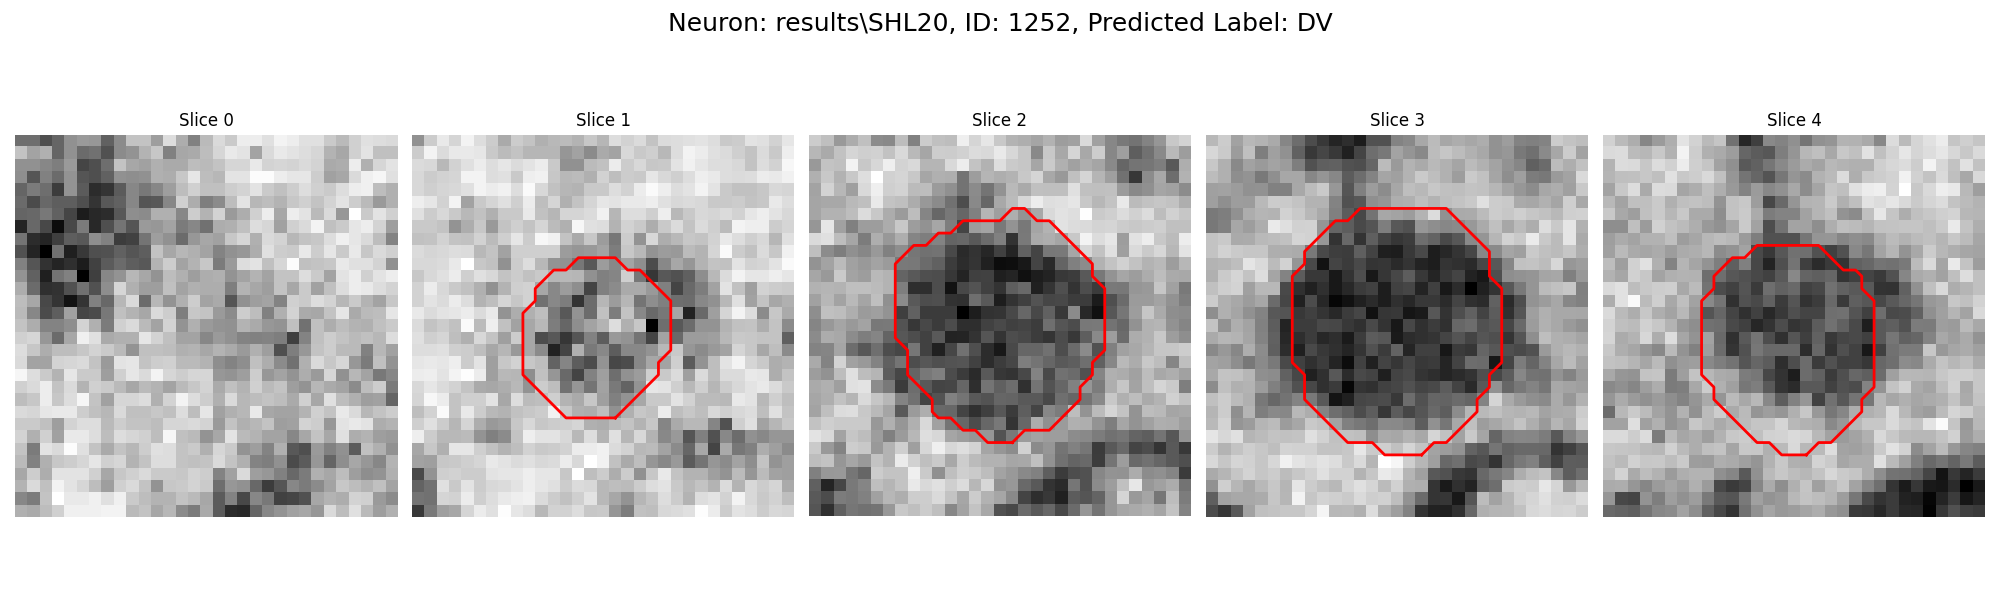 Neuron: results\SHL20, ID: 1252, Predicted Label: DV
Slice 0
Slice 1
Slice 2
Slice 3
Slice 4